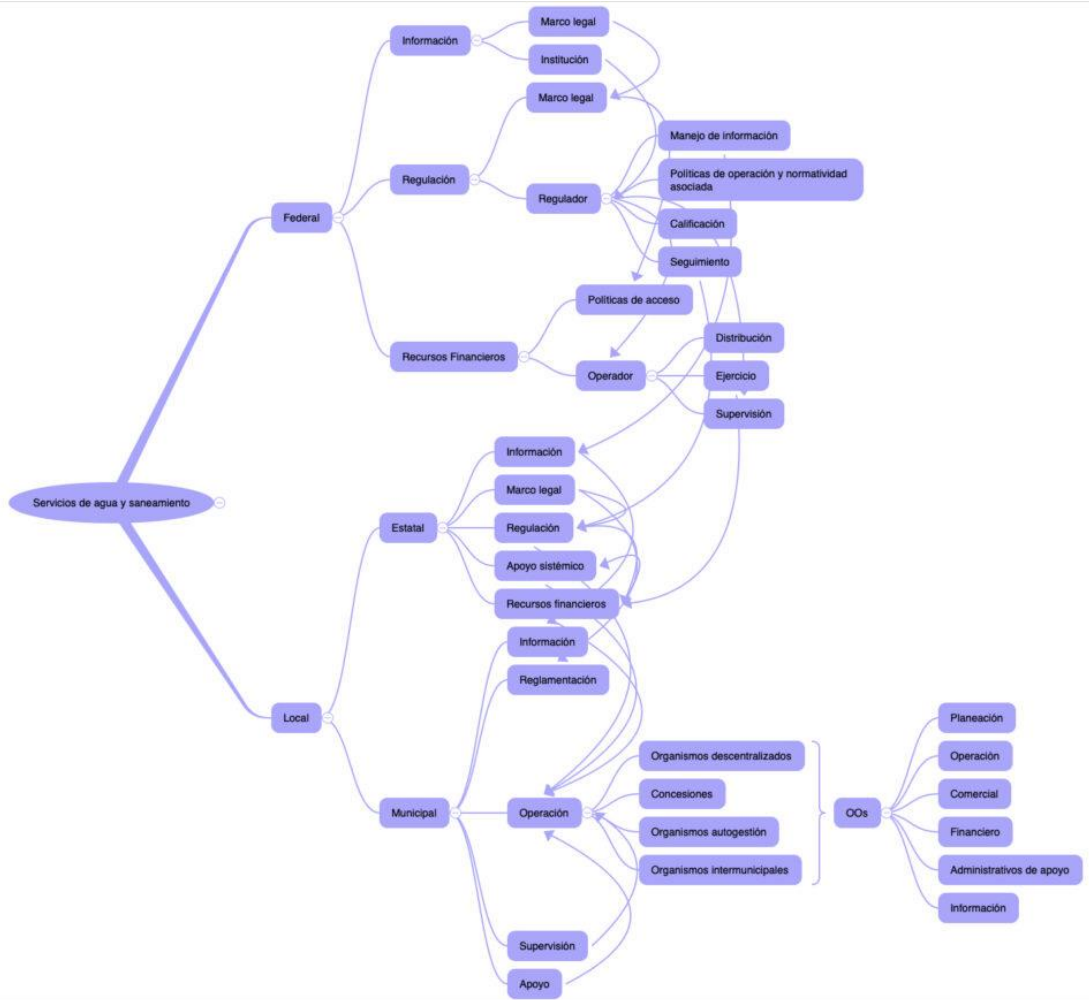 Servicios de agua y saneamiento
Federal
Información
Marco legal
Institución
Regulación
Marco legal
Regulador
Manejo de información
Políticas de operación y normatividad
asociada
Calificación
Seguimiento
Recursos Financieros
Políticas de acceso
Operador
Distribución
Ejercicio
Supervisión
Local
Estatal
Información
Marco legal
Regulación
Apoyo sistémico
Recursos financieros
Municipal
Información
Reglamentación
Operación
Organismos descentralizados
Concesiones
Organismos autogestión
Organismos intermunicipales
OOs
Planeación
Operación
Comercial
Financiero
Administrativos de apoyo
Información
Supervisión
Apoyo